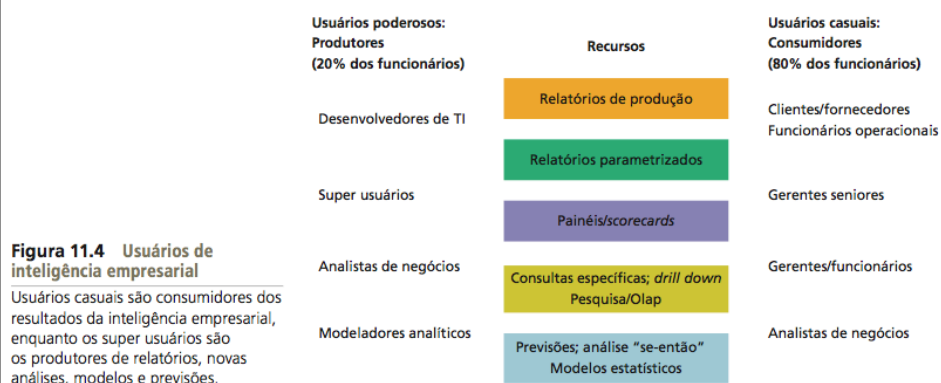 Usuários poderosos:
Produtores
(20% dos funcionários)
Recursos
Usuários casuais:
Consumidores
(80% dos funcionários)
Desenvolvedores de TI
Relatórios de produção
Clientes/fornecedores
Funcionários operacionais
Relatórios parametrizados
Super usuários
Painéis/scorecards
Gerentes seniores
Analistas de negócios
Consultas específicas; drill down
Pesquisa/Olap
Gerentes/funcionários
Modeladores analíticos
Previsões; análise “se-então”
Modelos estatísticos
Analistas de negócios
Figura 11.4 Usuários de
inteligência empresarial
Usuários casuais são consumidores dos
resultados da inteligência empresarial,
enquanto os super usuários são
os produtores de relatórios, novas
análises, modelos e previsões.